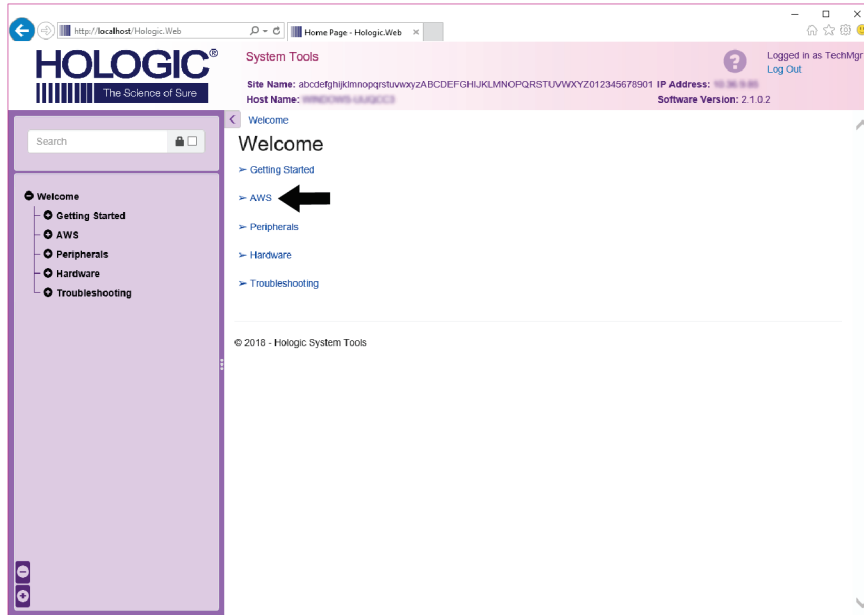 http://localhost/Hologic.Web
Home Page - Hologic.Web
HOLOGIC®
The Science of Sure
System Tools
Logged in as TechMgr
Log Out
Site Name: abcdefghijklmnopqrstuvwxyzABCDEFGHIJKLMNOPQRSTUVWXYZ012345678901 IP Address:
Host Name:
Software Version: 2.1.0.2
Search
Welcome
Getting Started
AWS
Peripherals
Hardware
Troubleshooting
Welcome
Welcome
➢ Getting Started
➢ AWS
➢ Peripherals
➢ Hardware
➢ Troubleshooting
© 2018 - Hologic System Tools